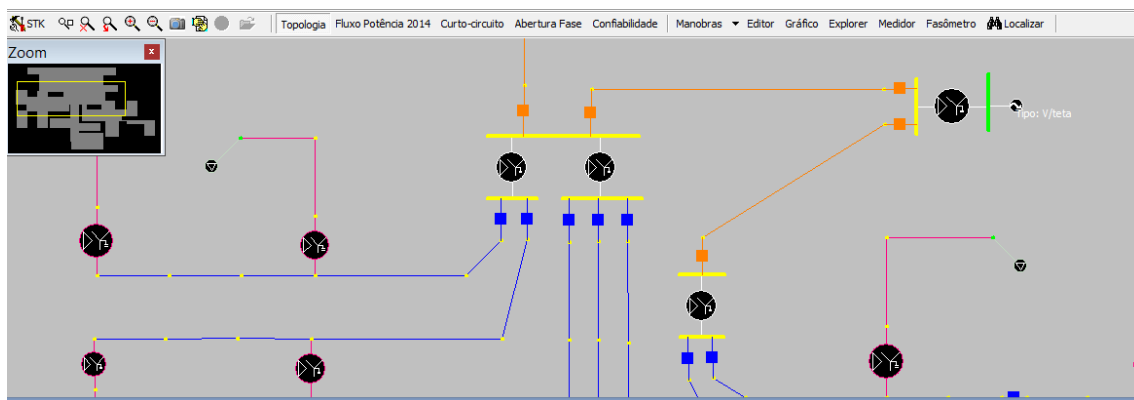 STK Topologia Fluxo Potência 2014 Curto-circuito Abertura Fase Confiabilidade Manobras Editor Gráfico Explorer Medidor Fasômetro Localizar
Zoom x
Tipo: V/teta